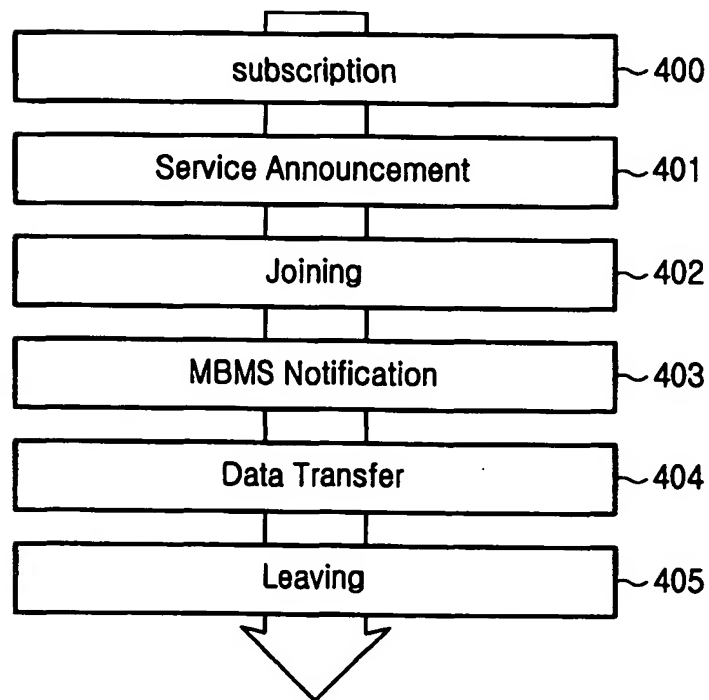 subscription 400
Service Announcement 401
Joining 402
MBMS Notification 403
Data Transfer 404
Leaving 405